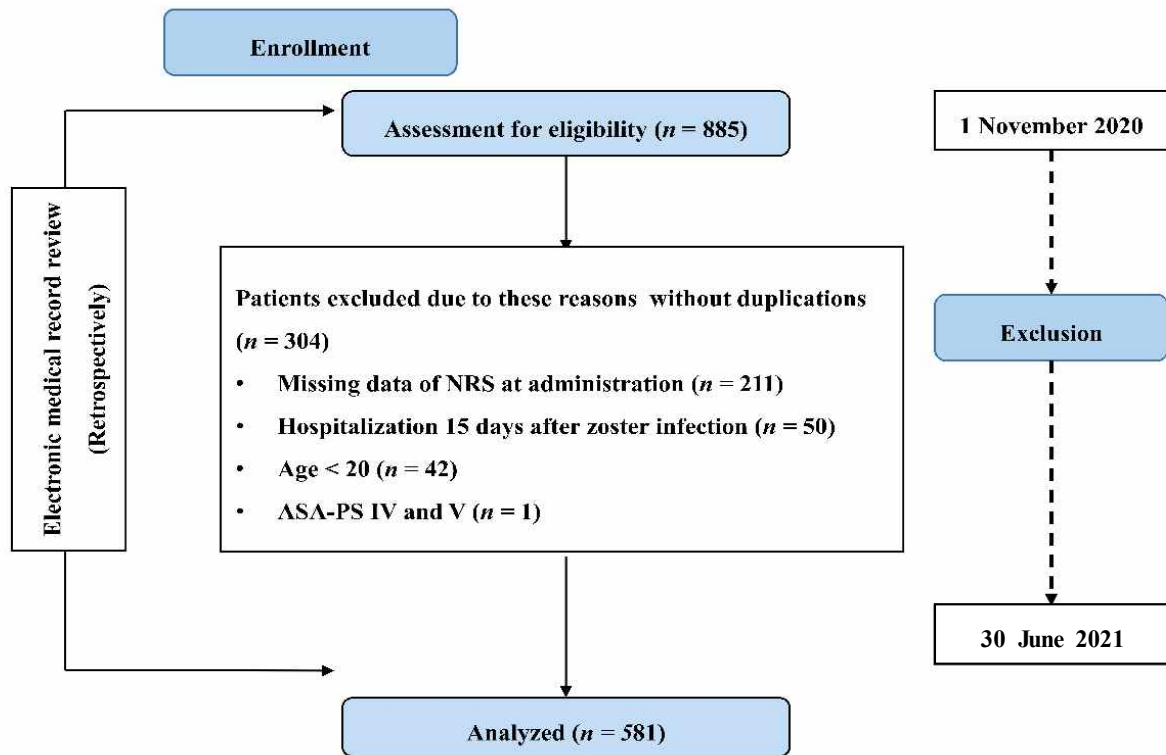 Enrollment
Assessment for eligibility (n = 885)
1 November 2020
Electronic medical record review
(Retrospectively)
Patients excluded due to these reasons without duplications
(n = 304)
• Missing data of NRS at administration (n = 211)
• Hospitalization 15 days after zoster infection (n = 50)
• Age < 20 (n = 42)
• ASA-PS IV and V (n = 1)
Exclusion
30 June 2021
Analyzed (n = 581)